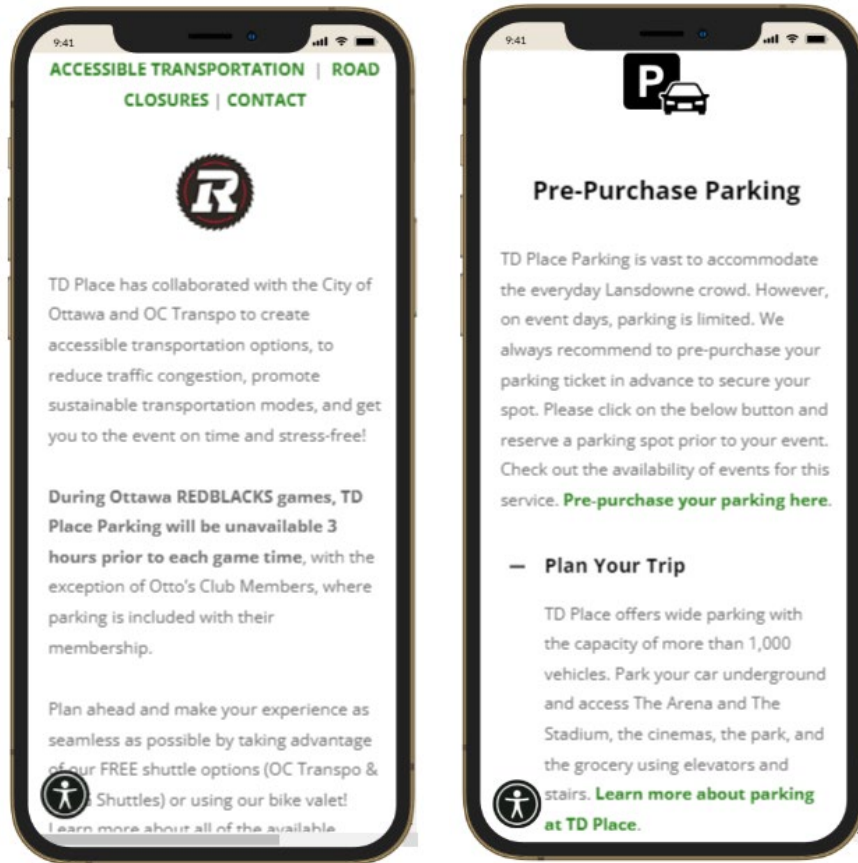 9:41
ACCESSIBLE TRANSPORTATION | ROAD
CLOSURES | CONTACT
R
TD Place has collaborated with the City of
Ottawa and OC Transpo to create
accessible transportation options, to
reduce traffic congestion, promote
sustainable transportation modes, and get
you to the event on time and stress-free!
During Ottawa REDBLACKS games, TD
Place Parking will be unavailable 3
hours prior to each game time, with the
exception of Otto's Club Members, where
parking is included with their
membership.
Plan ahead and make your experience as
seamless as possible by taking advantage
of our FREE shuttle options (OC Transpo &
Shuttles) or using our bike valet!
Learn more about all of the available
9:41
P
Pre-Purchase Parking
TD Place Parking is vast to accommodate
the everyday Lansdowne crowd. However,
on event days, parking is limited. We
always recommend to pre-purchase your
parking ticket in advance to secure your
spot. Please click on the below button and
reserve a parking spot prior to your event.
Check out the availability of events for this
service. Pre-purchase your parking here.
— Plan Your Trip
TD Place offers wide parking with
the capacity of more than 1,000
vehicles. Park your car underground
and access The Arena and The
Stadium, the cinemas, the park, and
the grocery using elevators and
stairs. Learn more about parking
at TD Place.